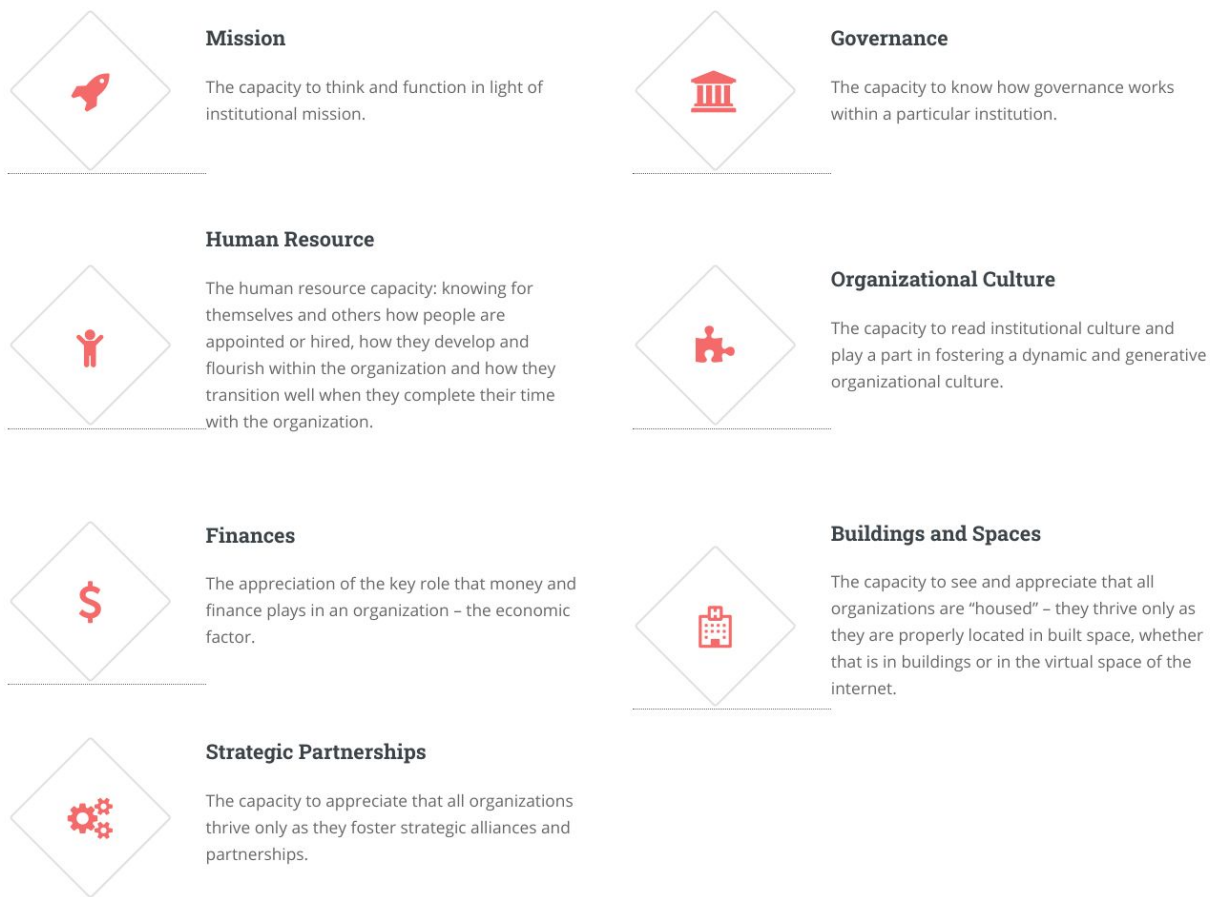 Mission
The capacity to think and function in light of
institutional mission.
Governance
The capacity to know how governance works
within a particular institution.
Human Resource
The human resource capacity: knowing for
themselves and others how people are
appointed or hired, how they develop and
flourish within the organization and how they
transition well when they complete their time
with the organization.
Organizational Culture
The capacity to read institutional culture and
play a part in fostering a dynamic and generative
organizational culture.
Finances
The appreciation of the key role that money and
finance plays in an organization – the economic
factor.
Buildings and Spaces
The capacity to see and appreciate that all
organizations are “housed” – they thrive only as
they are properly located in built space, whether
that is in buildings or in the virtual space of the
internet.
Strategic Partnerships
The capacity to appreciate that all organizations
thrive only as they foster strategic alliances and
partnerships.